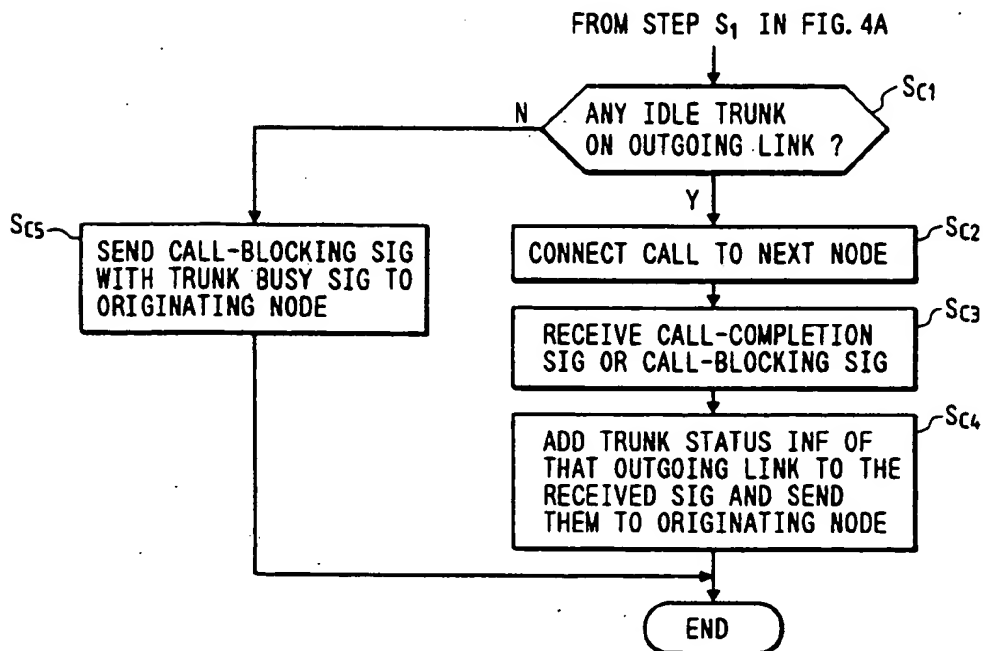 FROM STEP S1 IN FIG. 4A
SC1
N
ANY IDLE TRUNK
ON OUTGOING LINK ?
Y
SC5
SEND CALL-BLOCKING SIG
WITH TRUNK BUSY SIG TO
ORIGINATING NODE
SC2
CONNECT CALL TO NEXT NODE
SC3
RECEIVE CALL-COMPLETION
SIG OR CALL-BLOCKING SIG
SC4
ADD TRUNK STATUS INF OF
THAT OUTGOING LINK TO THE
RECEIVED SIG AND SEND
THEM TO ORIGINATING NODE
END